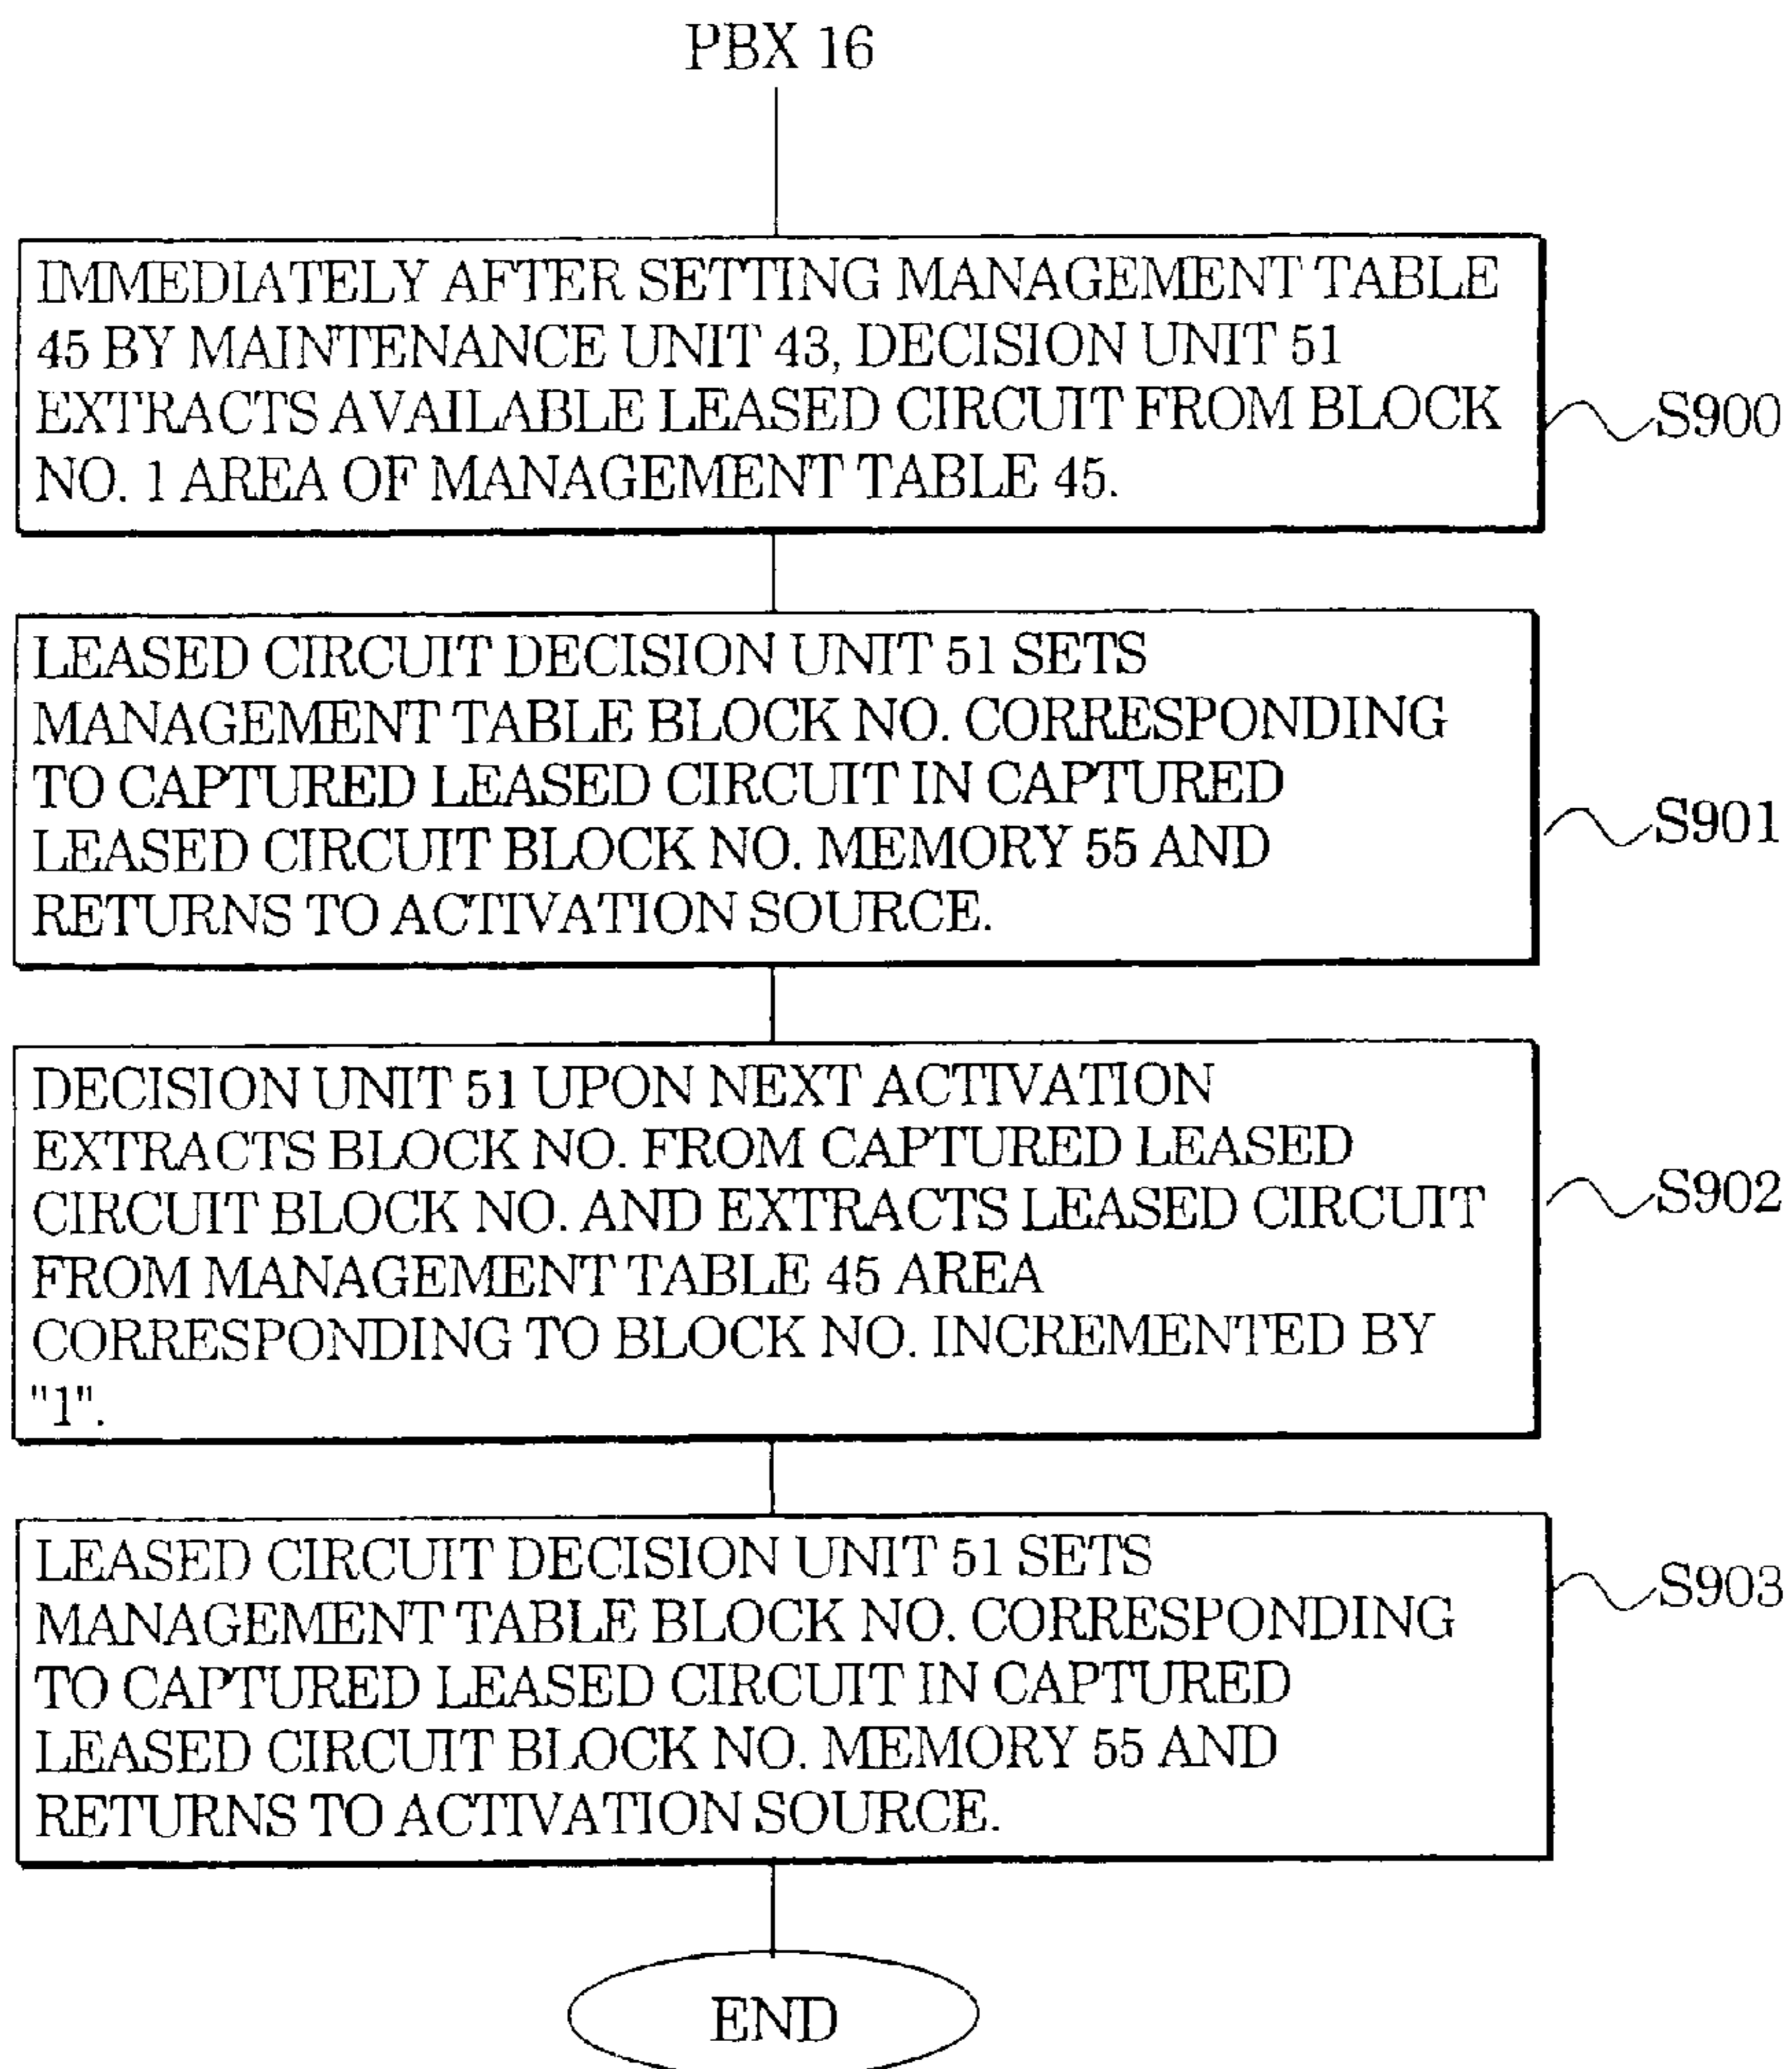 PBX 16
IMMEDIATELY AFTER SETTING MANAGEMENT TABLE
45 BY MAINTENANCE UNIT 43, DECISION UNIT 51
EXTRACTS AVAILABLE LEASED CIRCUIT FROM BLOCK
NO. 1 AREA OF MANAGEMENT TABLE 45.
S900
LEASED CIRCUIT DECISION UNIT 51 SETS
MANAGEMENT TABLE BLOCK NO. CORRESPONDING
TO CAPTURED LEASED CIRCUIT IN CAPTURED
LEASED CIRCUIT BLOCK NO. MEMORY 55 AND
RETURNS TO ACTIVATION SOURCE.
S901
DECISION UNIT 51 UPON NEXT ACTIVATION
EXTRACTS BLOCK NO. FROM CAPTURED LEASED
CIRCUIT BLOCK NO. AND EXTRACTS LEASED CIRCUIT
FROM MANAGEMENT TABLE 45 AREA
CORRESPONDING TO BLOCK NO. INCREMENTED BY
"1".
S902
LEASED CIRCUIT DECISION UNIT 51 SETS
MANAGEMENT TABLE BLOCK NO. CORRESPONDING
TO CAPTURED LEASED CIRCUIT IN CAPTURED
LEASED CIRCUIT BLOCK NO. MEMORY 55 AND
RETURNS TO ACTIVATION SOURCE.
S903
END